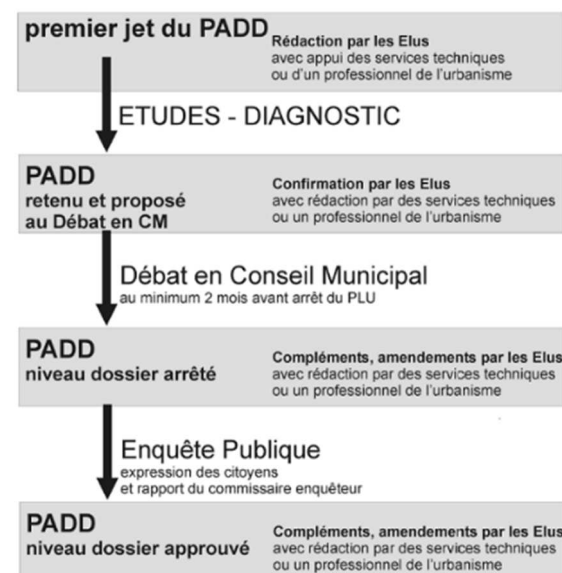 premier jet du PADD
Rédaction par les Elus
avec appui des services techniques
ou d'un professionnel de l'urbanisme
ETUDES - DIAGNOSTIC
PADD
retenu et proposé
au Débat en CM
Confirmation par les Elus
avec rédaction par des services techniques
ou un professionnel de l'urbanisme
Débat en Conseil Municipal
au minimum 2 mois avant arrêt du PLU
PADD
niveau dossier arrêté
Compléments, amendements par les Elus
avec rédaction par des services techniques
ou un professionnel de l'urbanisme
Enquête Publique
expression des citoyens
et rapport du commissaire enquêteur
PADD
niveau dossier approuvé
Compléments, amendements par les Elus
avec rédaction par des services techniques
ou un professionnel de l'urbanisme